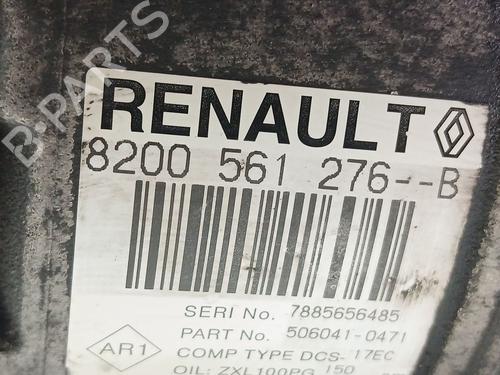 RENAULT
8200 561 276--B
SERI No. 7885656485
PART No. 506041-0471
AR1
COMP TYPE DCS-17EC
OIL: ZXL100PG 150
B-PARTS